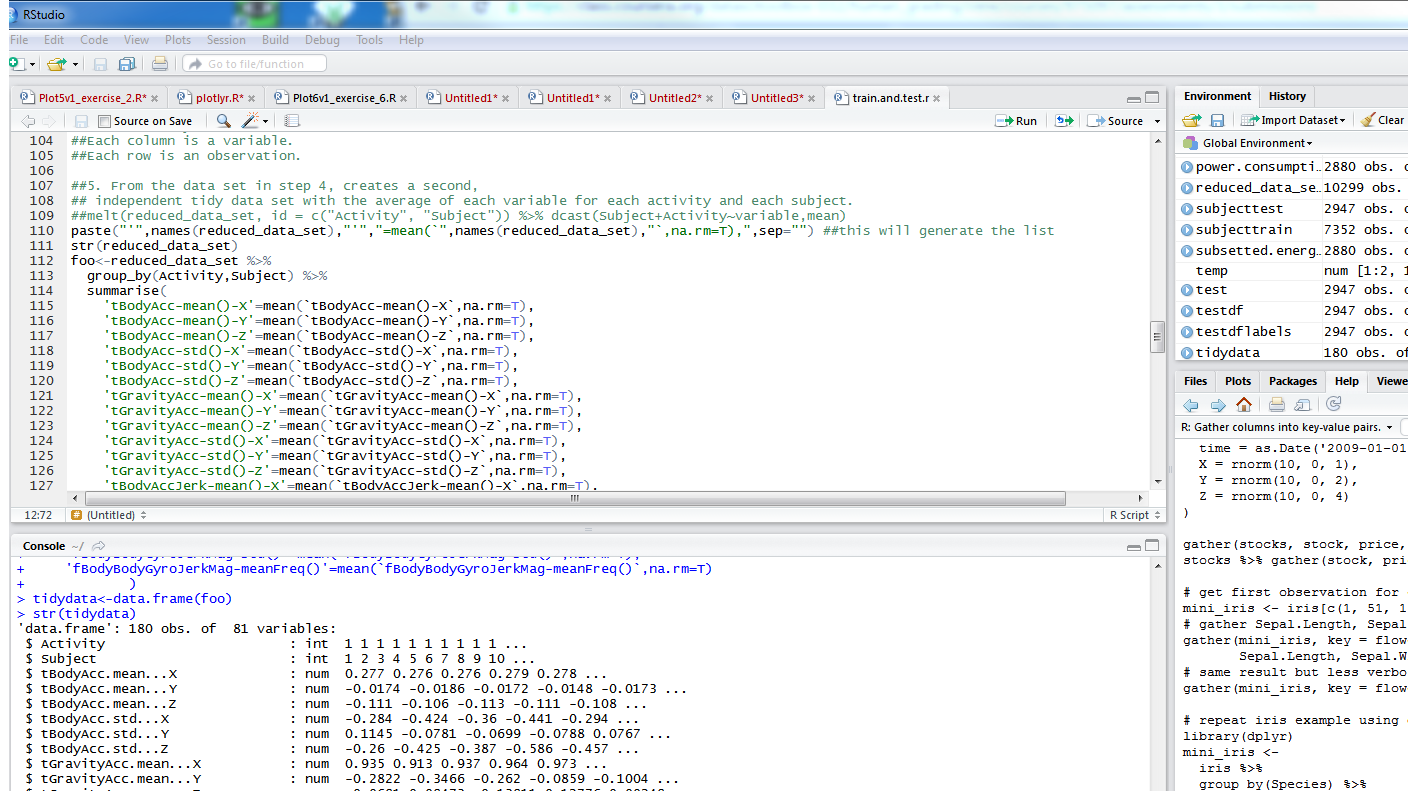 RStudio
File Edit Code View Plots Session Build Debug Tools Help
Go to file/function
Plot5v1_exercise_2.R* plotlyr.R* Plot6v1_exercise_6.R Untitled1* Untitled1* Untitled2* Untitled3* train.and.test.r
Source on Save Run Source
104 ##Each column is a variable.
105 ##Each row is an observation.
106
107 ##5. From the data set in step 4, creates a second,
108 ## independent tidy data set with the average of each variable for each activity and each subject.
109 ##melt(reduced_data_set, id = c("Activity", "Subject")) %>% dcast(Subject+Activity~variable,mean)
110 paste("'",names(reduced_data_set),"'","=mean(`",names(reduced_data_set),"`,na.rm=T),",sep="") ##this will generate the list
111 str(reduced_data_set)
112 foo<-reduced_data_set %>%
113 group_by(Activity,Subject) %>%
114 summarise(
115 'tBodyAcc-mean()-X'=mean(`tBodyAcc-mean()-X`,na.rm=T),
116 'tBodyAcc-mean()-Y'=mean(`tBodyAcc-mean()-Y`,na.rm=T),
117 'tBodyAcc-mean()-Z'=mean(`tBodyAcc-mean()-Z`,na.rm=T),
118 'tBodyAcc-std()-X'=mean(`tBodyAcc-std()-X`,na.rm=T),
119 'tBodyAcc-std()-Y'=mean(`tBodyAcc-std()-Y`,na.rm=T),
120 'tBodyAcc-std()-Z'=mean(`tBodyAcc-std()-Z`,na.rm=T),
121 'tGravityAcc-mean()-X'=mean(`tGravityAcc-mean()-X`,na.rm=T),
122 'tGravityAcc-mean()-Y'=mean(`tGravityAcc-mean()-Y`,na.rm=T),
123 'tGravityAcc-mean()-Z'=mean(`tGravityAcc-mean()-Z`,na.rm=T),
124 'tGravityAcc-std()-X'=mean(`tGravityAcc-std()-X`,na.rm=T),
125 'tGravityAcc-std()-Y'=mean(`tGravityAcc-std()-Y`,na.rm=T),
126 'tGravityAcc-std()-Z'=mean(`tGravityAcc-std()-Z`,na.rm=T),
127 'tBodyAccJerk-mean()-X'=mean(`tBodyAccJerk-mean()-X`,na.rm=T),
12:72 (Untitled) R Script
Console ~/
+ 'fBodyBodyGyroJerkMag-meanFreq()'=mean(`fBodyBodyGyroJerkMag-meanFreq()`,na.rm=T)
+ )
> tidydata<-data.frame(foo)
> str(tidydata)
'data.frame': 180 obs. of 81 variables:
$ Activity : int 1 1 1 1 1 1 1 1 1 1 ...
$ Subject : int 1 2 3 4 5 6 7 8 9 10 ...
$ tBodyAcc.mean...X : num 0.277 0.276 0.276 0.279 0.278 ...
$ tBodyAcc.mean...Y : num -0.0174 -0.0186 -0.0172 -0.0148 -0.0173 ...
$ tBodyAcc.mean...Z : num -0.111 -0.106 -0.113 -0.111 -0.108 ...
$ tBodyAcc.std...X : num -0.284 -0.424 -0.36 -0.441 -0.294 ...
$ tBodyAcc.std...Y : num 0.1145 -0.0781 -0.0699 -0.0788 0.0767 ...
$ tBodyAcc.std...Z : num -0.26 -0.425 -0.387 -0.586 -0.457 ...
$ tGravityAcc.mean...X : num 0.935 0.913 0.937 0.964 0.973 ...
$ tGravityAcc.mean...Y : num -0.2822 -0.3466 -0.262 -0.0859 -0.1004 ...
Environment History
Import Dataset Clear
Global Environment
power.consumpti… 2880 obs. o
reduced_data_se… 10299 obs.
subjecttest 2947 obs. o
subjecttrain 7352 obs. o
subsetted.energ… 2880 obs. o
temp num [1:2, 1
test 2947 obs. o
testdf 2947 obs. o
testdflabels 2947 obs. o
tidydata 180 obs. of
Files Plots Packages Help Viewe
R: Gather columns into key-value pairs.
time = as.Date('2009-01-01
X = rnorm(10, 0, 1),
Y = rnorm(10, 0, 2),
Z = rnorm(10, 0, 4)
)
gather(stocks, stock, price,
stocks %>% gather(stock, pri
# get first observation for
mini_iris <- iris[c(1, 51, 1
# gather Sepal.Length, Sepal
gather(mini_iris, key = flow
Sepal.Length, Sepal.W
# same result but less verbo
gather(mini_iris, key = flow
# repeat iris example using
library(dplyr)
mini_iris <-
iris %>%
group_by(Species) %>%